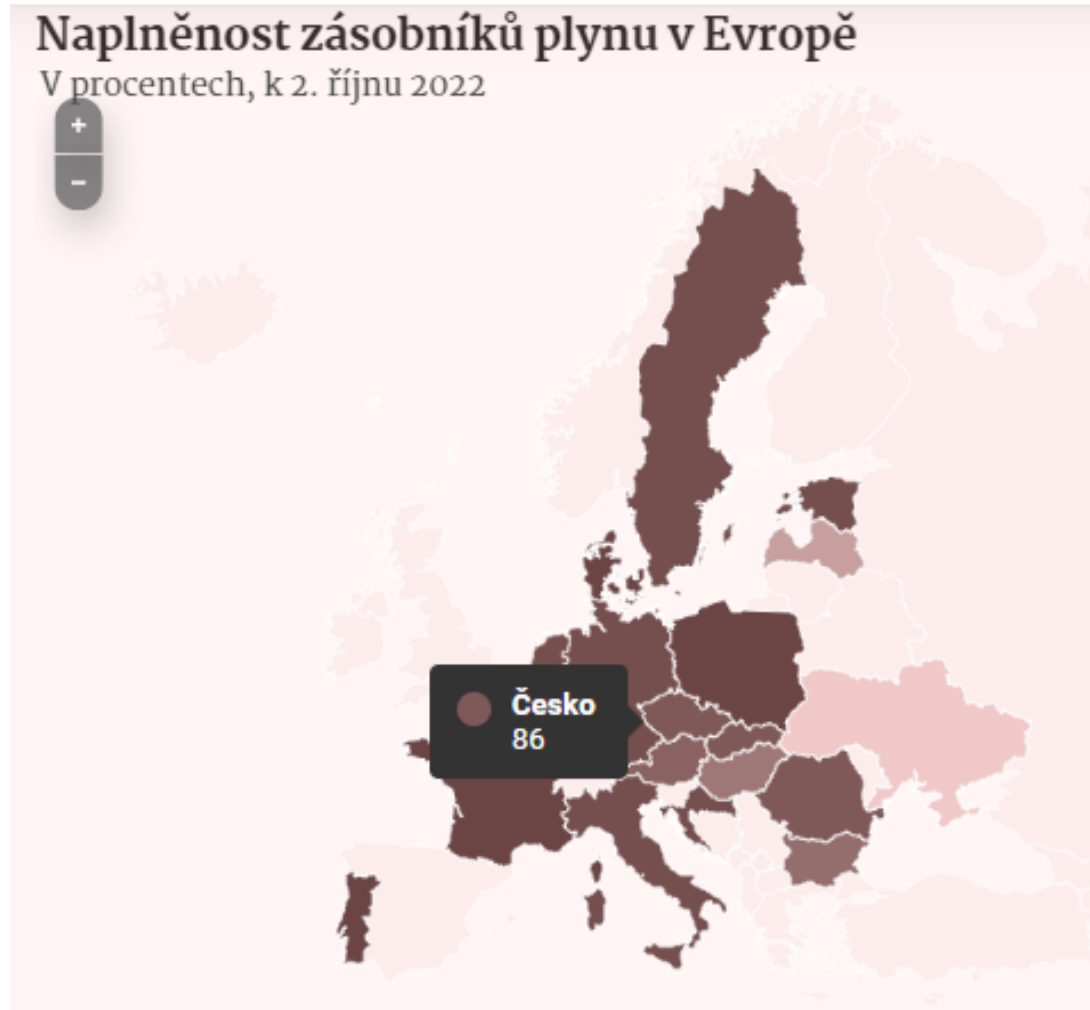 Naplněnost zásobníků plynu v Evropě
V procentech, k 2. říjnu 2022
+
−
Česko
86